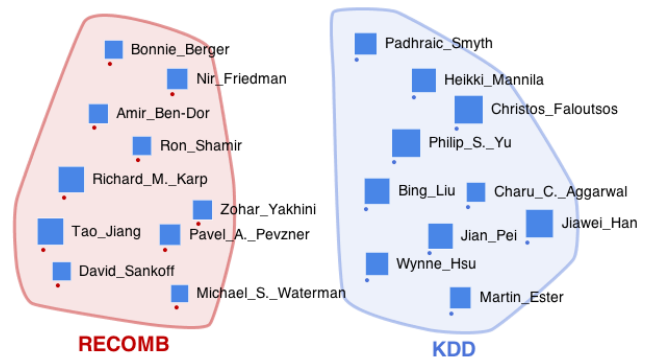 Bonnie_Berger
Nir_Friedman
Amir_Ben-Dor
Ron_Shamir
Richard_M._Karp
Zohar_Yakhini
Tao_Jiang
Pavel_A._Pevzner
David_Sankoff
Michael_S._Waterman
RECOMB
Padhraic_Smyth
Heikki_Mannila
Christos_Faloutsos
Philip_S._Yu
Bing_Liu
Charu_C._Aggarwal
Jiawei_Han
Jian_Pei
Wynne_Hsu
Martin_Ester
KDD